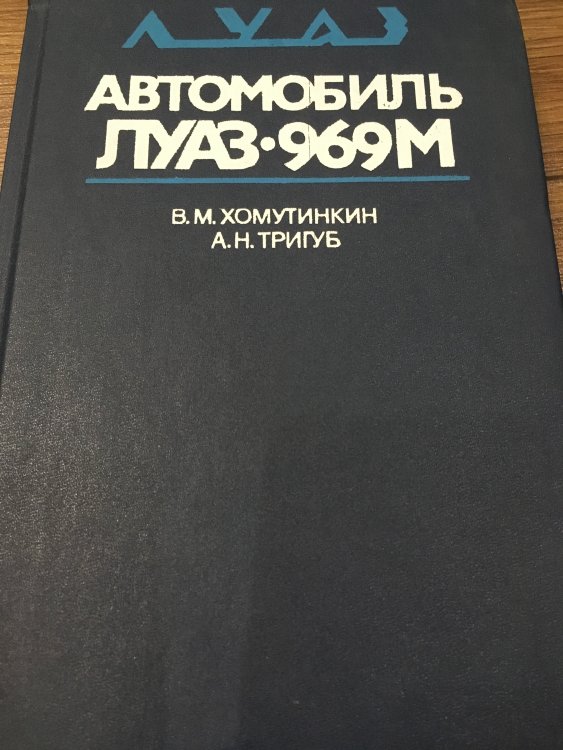 ЛУАЗ
АВТОМОБИЛЬ
ЛУАЗ·969М
В. М. ХОМУТИНКИН
А. Н. ТРИГУБ